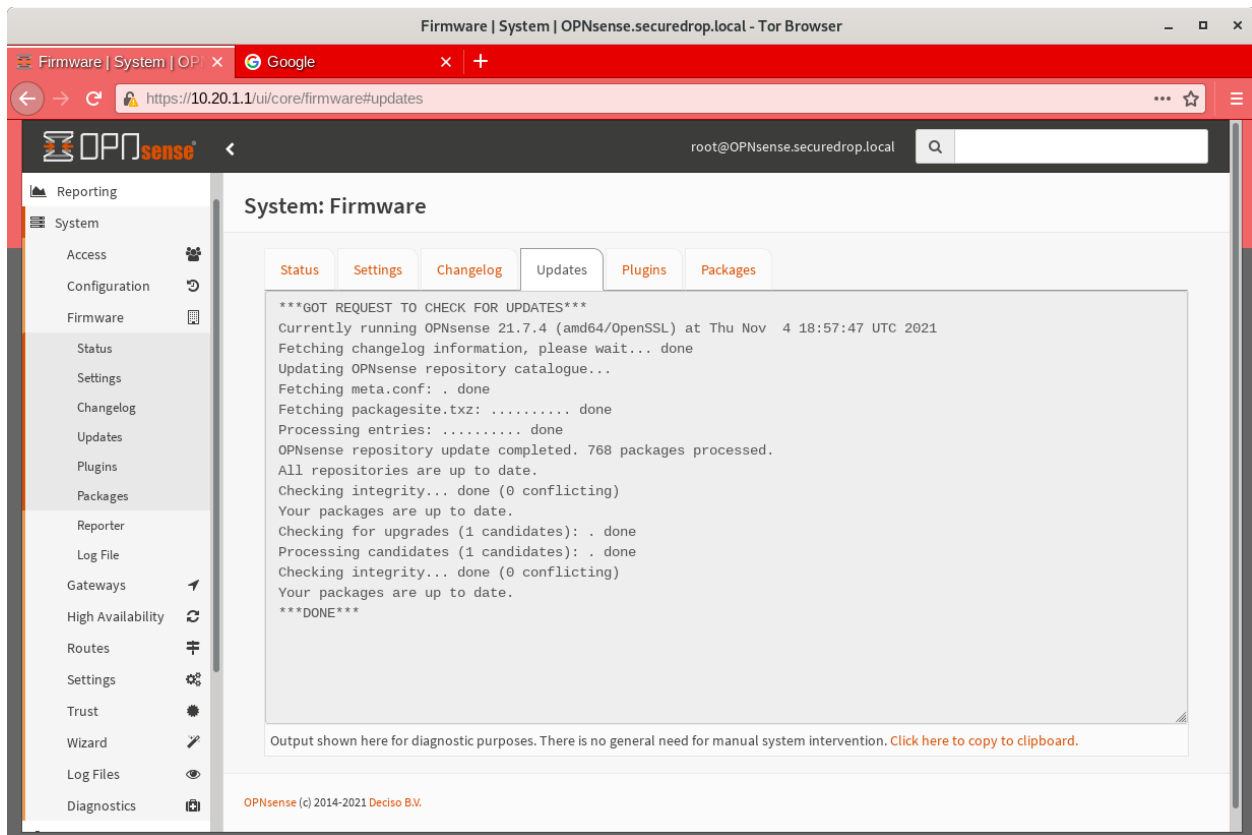 Firmware | System | OPNsense.securedrop.local - Tor Browser
Firmware | System | OP
Google
https://10.20.1.1/ui/core/firmware#updates
OPNsense
root@OPNsense.securedrop.local
Reporting
System
Access
Configuration
Firmware
Status
Settings
Changelog
Updates
Plugins
Packages
Reporter
Log File
Gateways
High Availability
Routes
Settings
Trust
Wizard
Log Files
Diagnostics
System: Firmware
Status Settings Changelog Updates Plugins Packages
***GOT REQUEST TO CHECK FOR UPDATES***
Currently running OPNsense 21.7.4 (amd64/OpenSSL) at Thu Nov  4 18:57:47 UTC 2021
Fetching changelog information, please wait... done
Updating OPNsense repository catalogue...
Fetching meta.conf: . done
Fetching packagesite.txz: .......... done
Processing entries: .......... done
OPNsense repository update completed. 768 packages processed.
All repositories are up to date.
Checking integrity... done (0 conflicting)
Your packages are up to date.
Checking for upgrades (1 candidates): . done
Processing candidates (1 candidates): . done
Checking integrity... done (0 conflicting)
Your packages are up to date.
***DONE***
Output shown here for diagnostic purposes. There is no general need for manual system intervention. Click here to copy to clipboard.
OPNsense (c) 2014-2021 Deciso B.V.